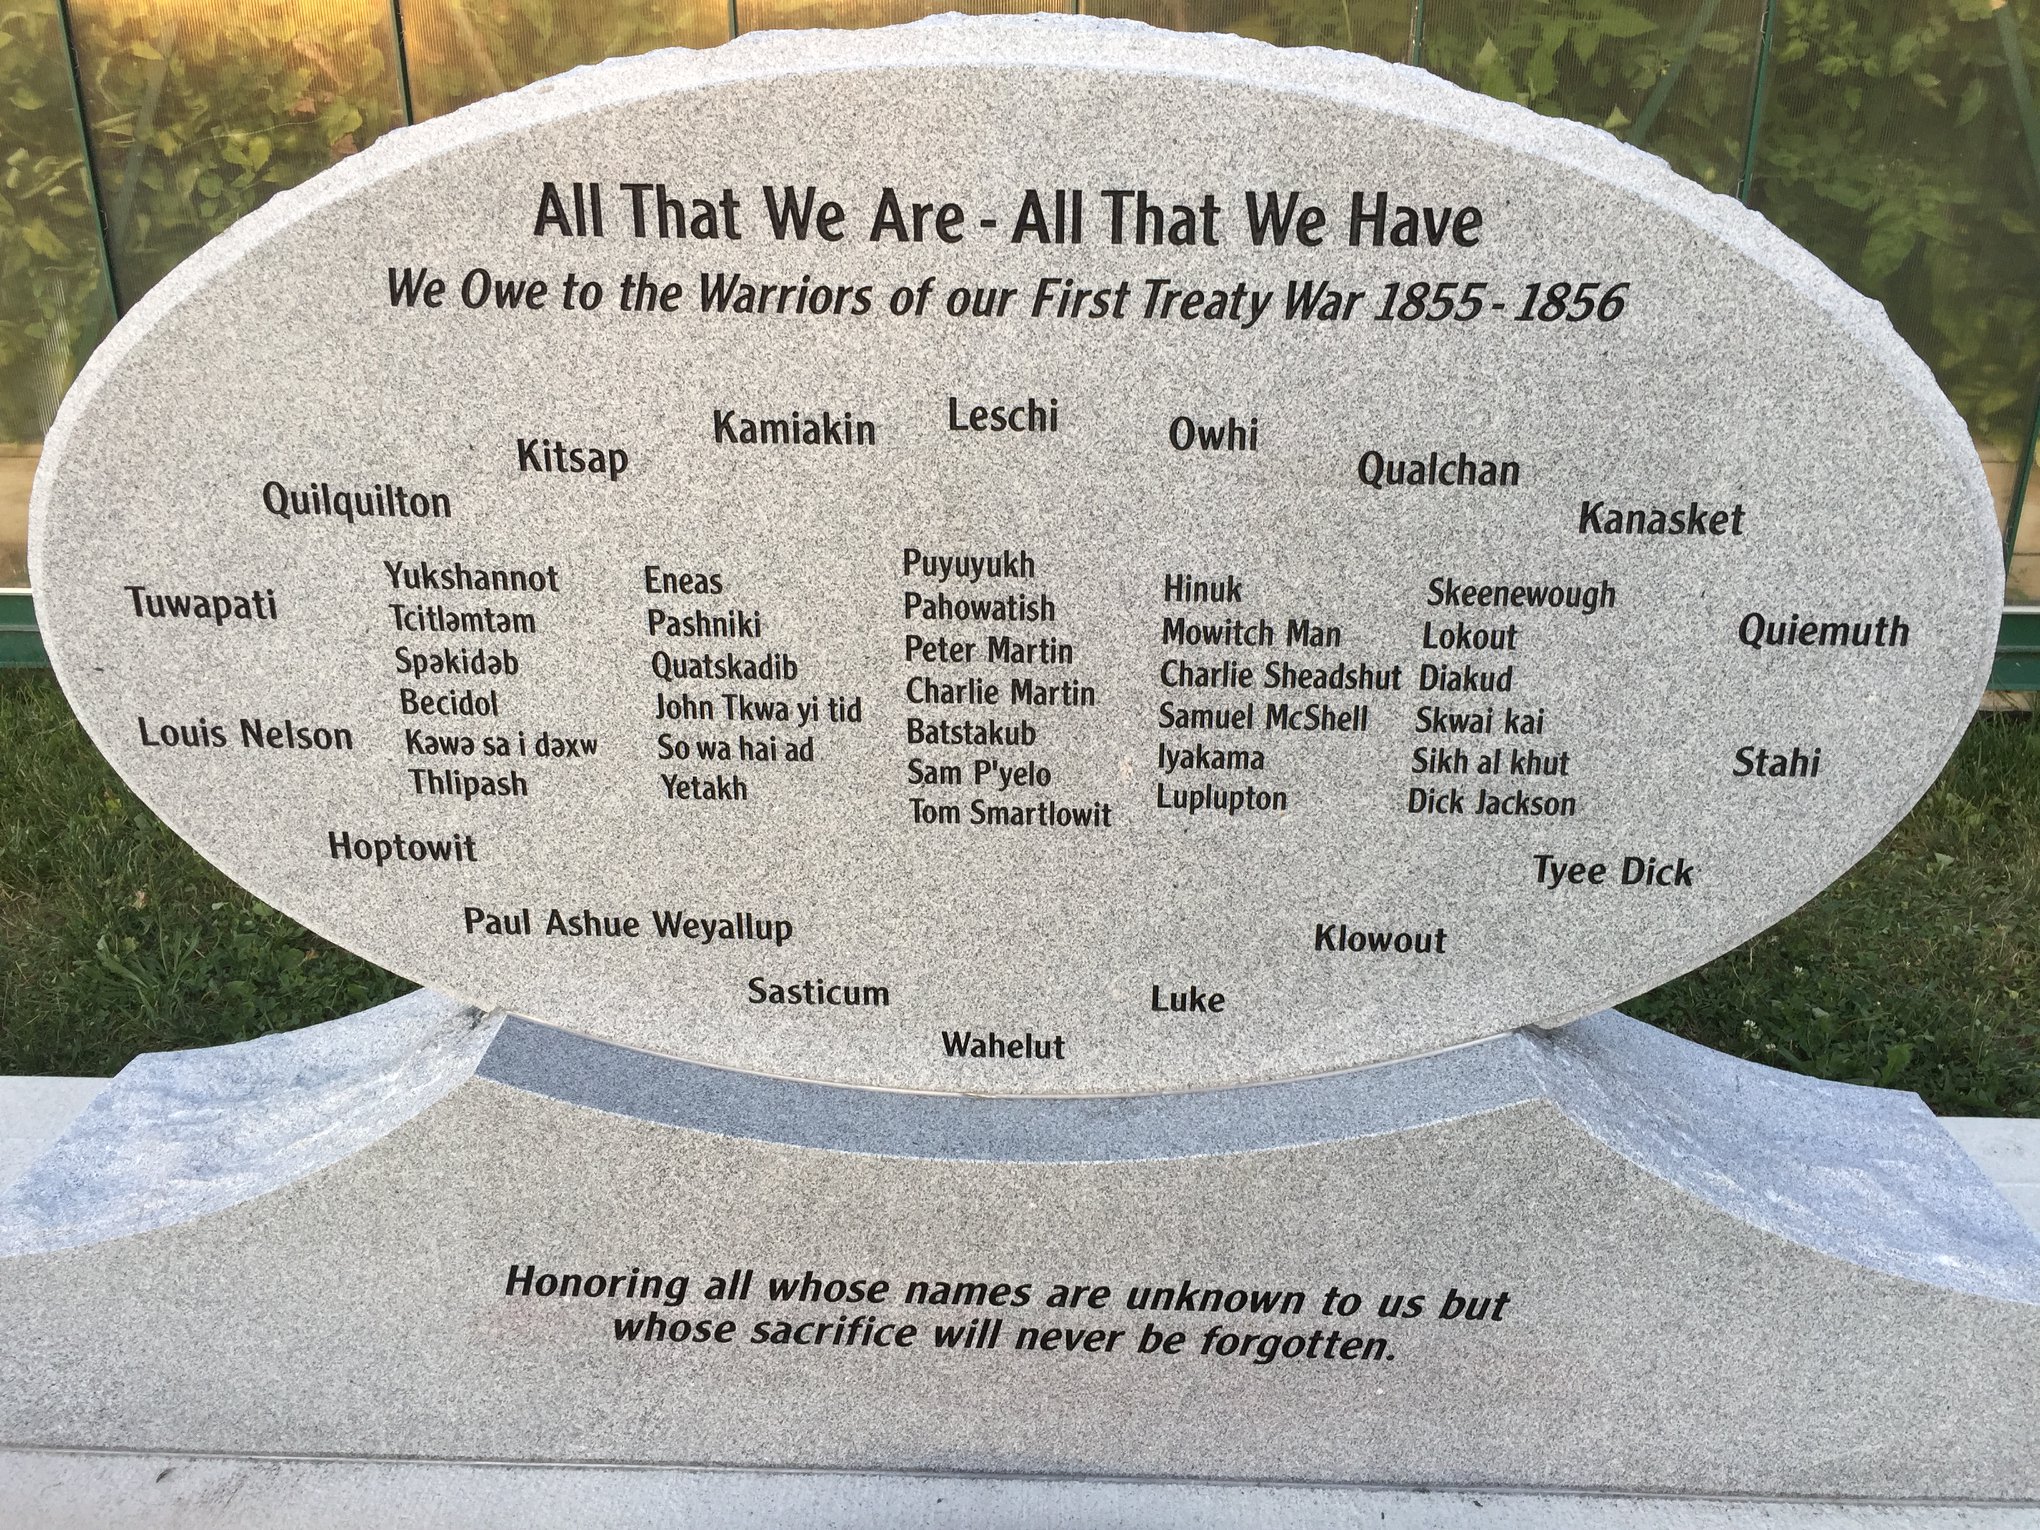 All That We Are - All That We Have
We Owe to the Warriors of our First Treaty War 1855 - 1856
Leschi
Kamiakin
Owhi
Kitsap
Qualchan
Quilquilton
Kanasket
Tuwapati
Quiemuth
Louis Nelson
Stahi
Yukshannot
Tcitləmtəm
Spəkidəb
Becidol
Kəwə sa i dəxw
Thlipash
Eneas
Pashniki
Quatskadib
John Tkwa yi tid
So wa hai ad
Yetakh
Puyuyukh
Pahowatish
Peter Martin
Charlie Martin
Batstakub
Sam P'yelo
Tom Smartlowit
Hinuk
Mowitch Man
Charlie Sheadshut
Samuel McShell
Iyakama
Luplupton
Skeenewough
Lokout
Diakud
Skwai kai
Sikh al khut
Dick Jackson
Hoptowit
Tyee Dick
Paul Ashue Weyallup
Klowout
Sasticum
Luke
Wahelut
Honoring all whose names are unknown to us but
whose sacrifice will never be forgotten.